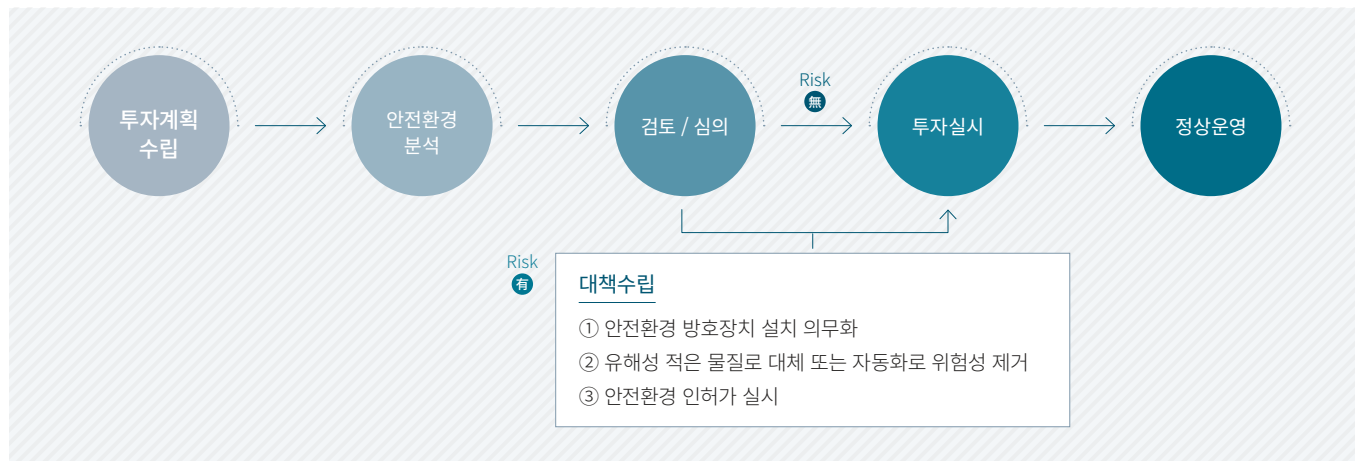 투자계획
수립
안전환경
분석
검토 / 심의
Risk
無
투자실시
정상운영
Risk
有
대책수립
① 안전환경 방호장치 설치 의무화
② 유해성 적은 물질로 대체 또는 자동화로 위험성 제거
③ 안전환경 인허가 실시